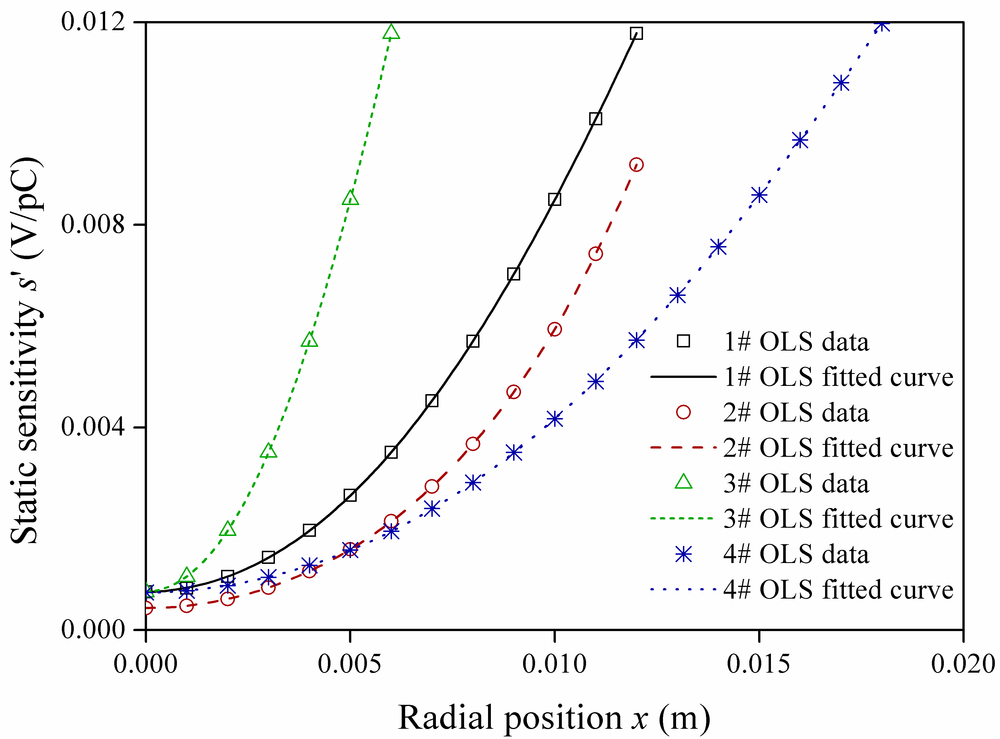 0.012
0.008
0.004
0.000
0.000 0.005 0.010 0.015 0.020
Static sensitivity s' (V/pC)
Radial position x (m)
1# OLS data
1# OLS fitted curve
2# OLS data
2# OLS fitted curve
3# OLS data
3# OLS fitted curve
4# OLS data
4# OLS fitted curve